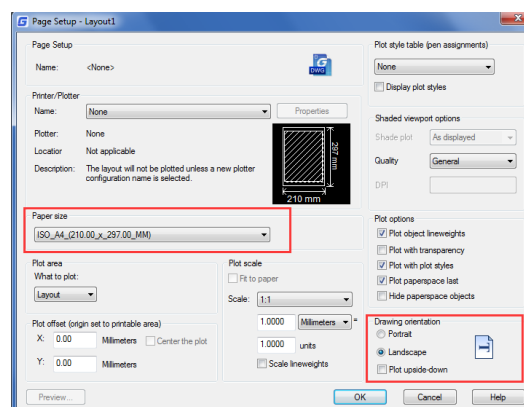 Page Setup - Layout1
Page Setup
Name: <None>
DWG
Printer/Plotter
Name: None
Properties
Plotter: None
Locatior Not applicable
Description: The layout will not be plotted unless a new plotter
configuration name is selected.
297 mm
210 mm
Paper size
ISO_A4_(210.00_x_297.00_MM)
Plot area
What to plot:
Layout
Plot offset (origin set to printable area)
X: 0.00 Millimeters Center the plot
Y: 0.00 Millimeters
Plot scale
Fit to paper
Scale: 1:1
1.0000 Millimeters =
1.0000 units
Scale lineweights
Plot style table (pen assignments)
None
Display plot styles
Shaded viewport options
Shade plot As displayed
Quality General
DPI
Plot options
Plot object lineweights
Plot with transparency
Plot with plot styles
Plot paperspace last
Hide paperspace objects
Drawing orientation
Portrait
Landscape
Plot upside-down
Preview...
OK
Cancel
Help